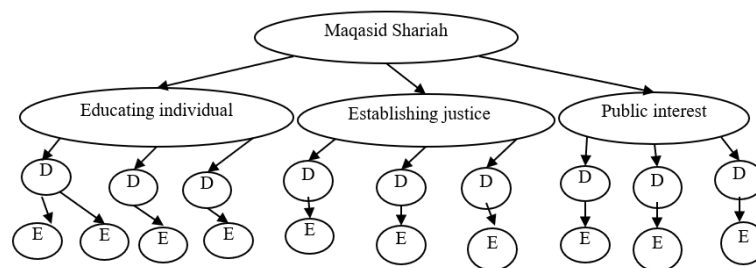 Maqasid Shariah
Educating individual
Establishing justice
Public interest
D
D
D
D
D
D
D
D
D
E
E
E
E
E
E
E
E
E
E